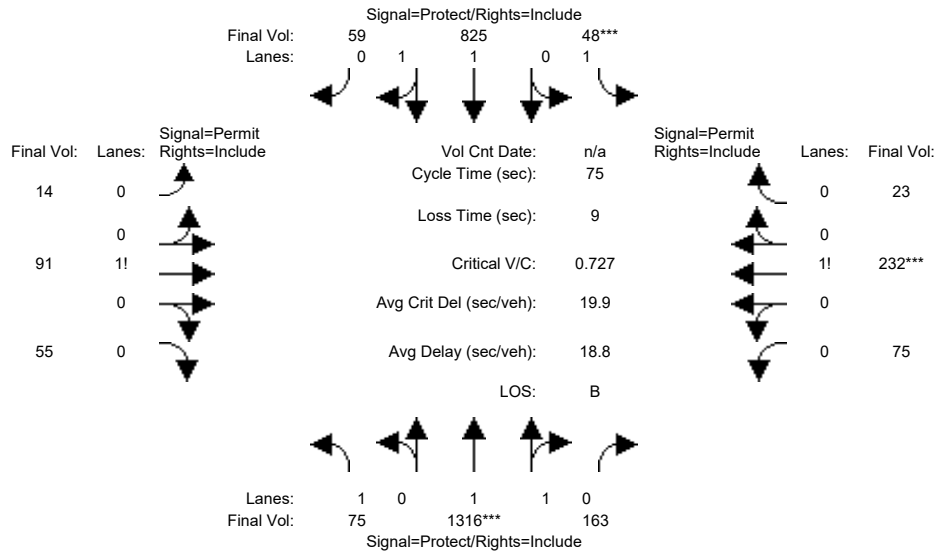 Signal=Protect/Rights=Include
Final Vol: 59 825 48***
Lanes: 0 1 1 0 1
Signal=Permit
Final Vol: Lanes: Rights=Include
Vol Cnt Date: n/a
Signal=Permit
Rights=Include Lanes: Final Vol:
Cycle Time (sec): 75
14 0
0 23
Loss Time (sec): 9
0
0
91 1!
Critical V/C: 0.727
1! 232***
0
Avg Crit Del (sec/veh): 19.9
0
55 0
Avg Delay (sec/veh): 18.8
0 75
LOS: B
Lanes: 1 0 1 1 0
Final Vol: 75 1316*** 163
Signal=Protect/Rights=Include